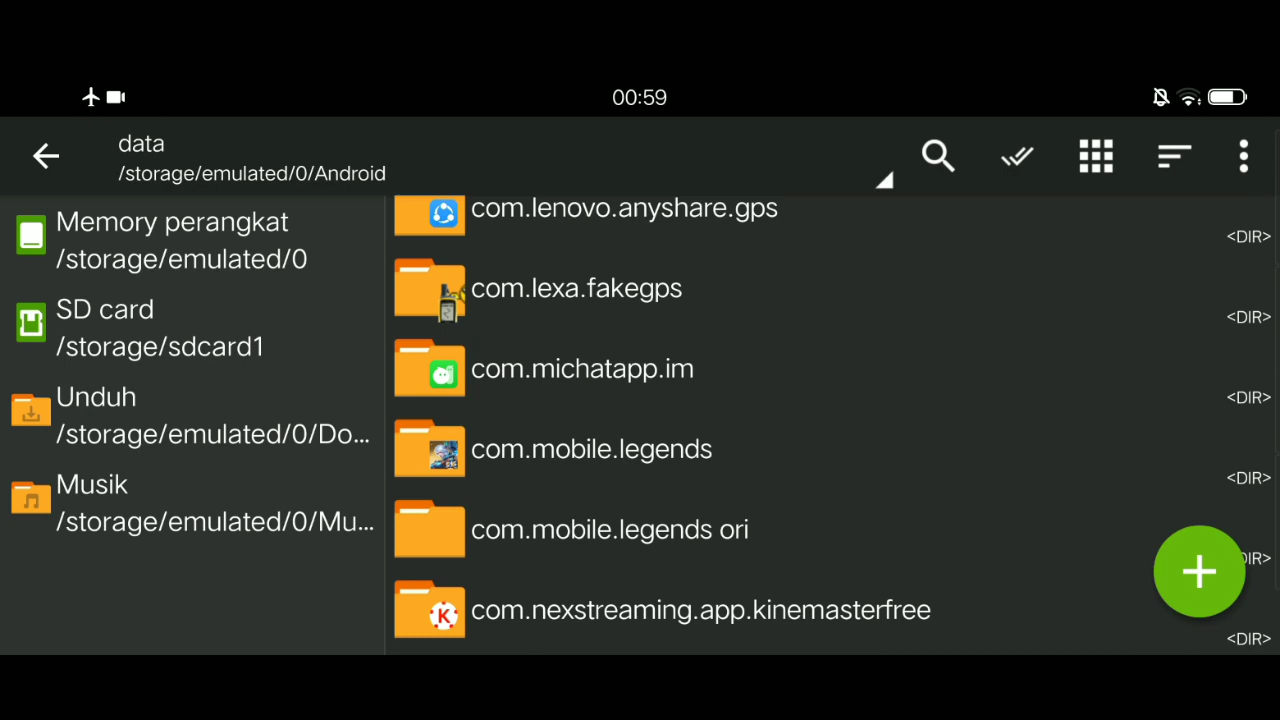 00:59
data
/storage/emulated/0/Android
Memory perangkat
/storage/emulated/0
SD card
/storage/sdcard1
Unduh
/storage/emulated/0/Do...
Musik
/storage/emulated/0/Mu...
com.lenovo.anyshare.gps
<DIR>
com.lexa.fakegps
<DIR>
com.michatapp.im
<DIR>
com.mobile.legends
<DIR>
com.mobile.legends ori
DIR>
com.nexstreaming.app.kinemasterfree
<DIR>